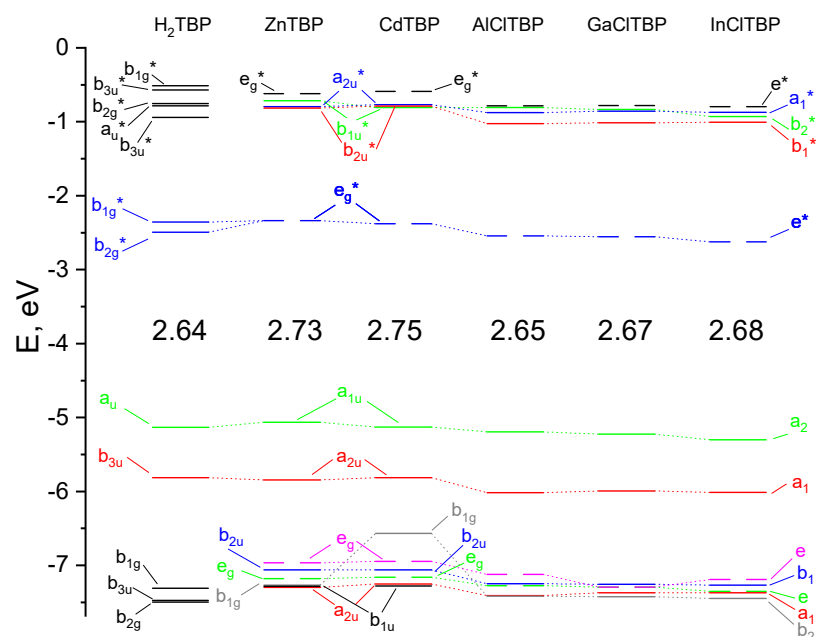 H₂TBP ZnTBP CdTBP AlClTBP GaClTBP InClTBP
0
b₁g*
b₃u*
b₂g*
aᵤ*
b₃u*
eg*
a₂u*
eg*
b₁u*
b₂u*
e*
a₁*
b₂*
b₁*
-1
-2
b₁g*
b₂g*
eg*
e*
-3
E, eV
2.64 2.73 2.75 2.65 2.67 2.68
-4
-5
aᵤ
a₁u
a₂
b₃u
a₂u
a₁
-6
b₁g
b₂u
eg
b₂u
e
-7
b₁g
eg
eg
b₁
b₃u
b₁g
e
b₂g
a₂u
b₁u
a₁